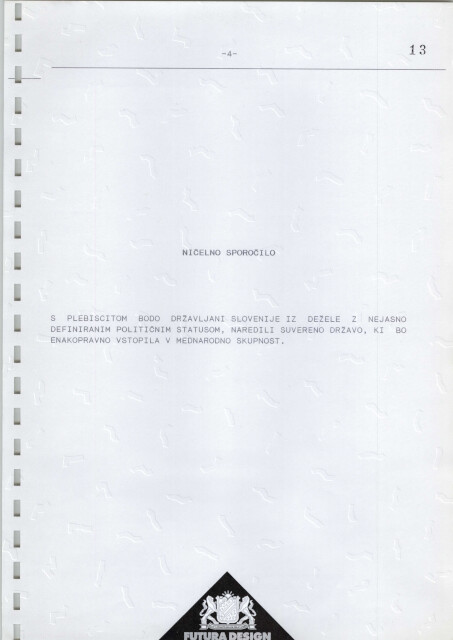 -4-
13
NIČELNO SPOROČILO
S PLEBISCITOM BODO DRŽAVLJANI SLOVENIJE IZ DEŽELE Z NEJASNO
DEFINIRANIM POLITIČNIM STATUSOM, NAREDILI SUVERENO DRŽAVO, KI BO
ENAKOPRAVNO VSTOPILA V MEDNARODNO SKUPNOST.
FUTURA DESIGN